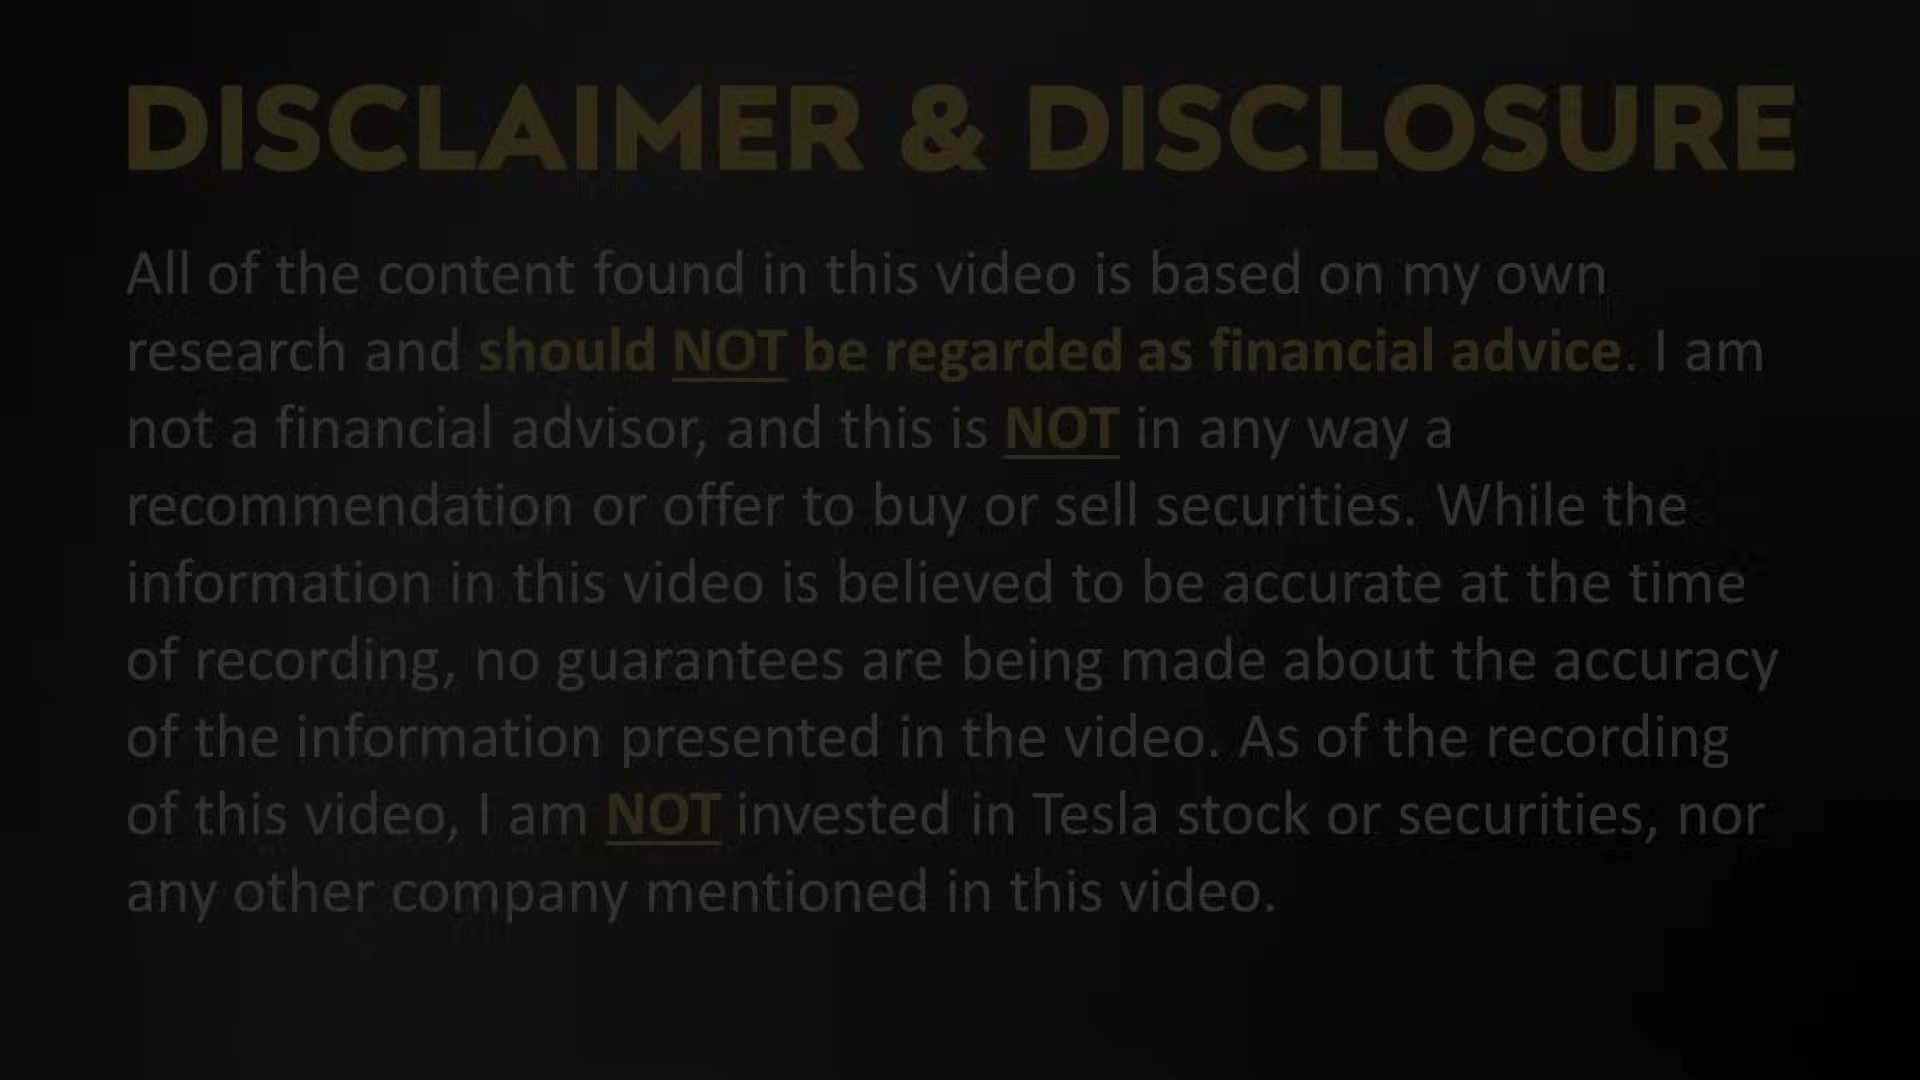 DISCLAIMER & DISCLOSURE
All of the content found in this video is based on my own
research and should NOT be regarded as financial advice. I am
not a financial advisor, and this is NOT in any way a
recommendation or offer to buy or sell securities. While the
information in this video is believed to be accurate at the time
of recording, no guarantees are being made about the accuracy
of the information presented in the video. As of the recording
of this video, I am NOT invested in Tesla stock or securities, nor
any other company mentioned in this video.